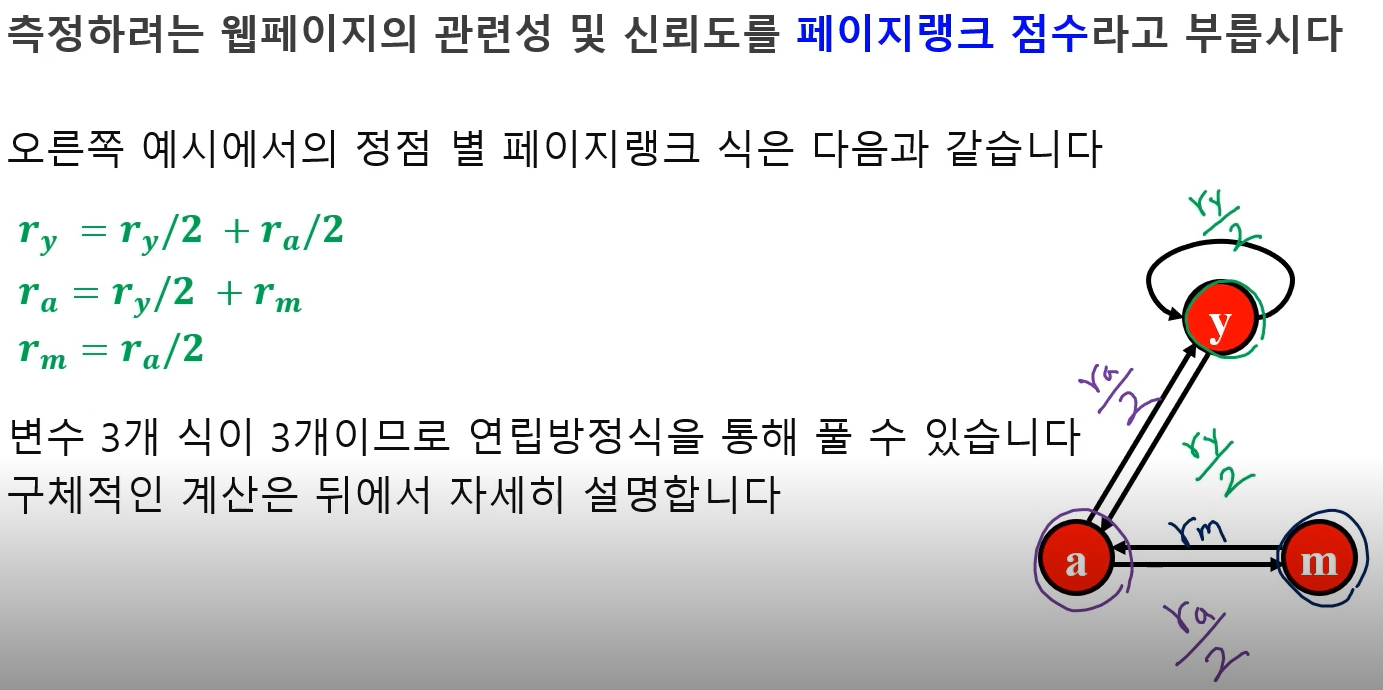 측정하려는 웹페이지의 관련성 및 신뢰도를 페이지랭크 점수라고 부릅시다
오른쪽 예시에서의 정점 별 페이지랭크 식은 다음과 같습니다
r_y = r_y/2 + r_a/2
r_a = r_y/2 + r_m
r_m = r_a/2
변수 3개 식이 3개이므로 연립방정식을 통해 풀 수 있습니다
구체적인 계산은 뒤에서 자세히 설명합니다
ry/2
y
ra/2
ry/2
rm
a
m
ra/2